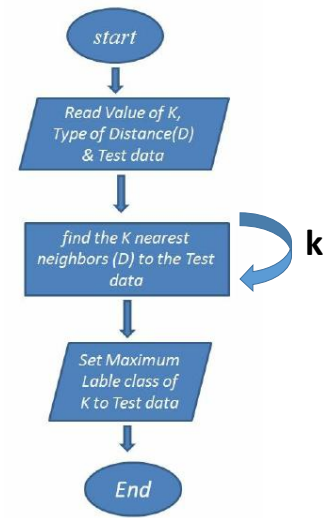 start
Read Value of K,
Type of Distance(D)
& Test data
find the K nearest
neighbors (D) to the Test
data
k
Set Maximum
Lable class of
K to Test data
End